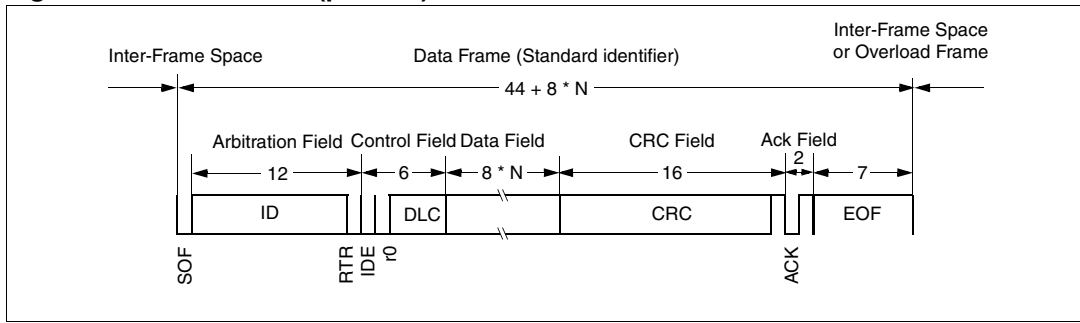 Inter-Frame Space
Data Frame (Standard identifier)
Inter-Frame Space
or Overload Frame
44 + 8 * N
Arbitration Field
Control Field
Data Field
CRC Field
Ack Field
12
6
8 * N
16
2
7
ID
DLC
CRC
EOF
SOF
RTR
IDE
r0
ACK